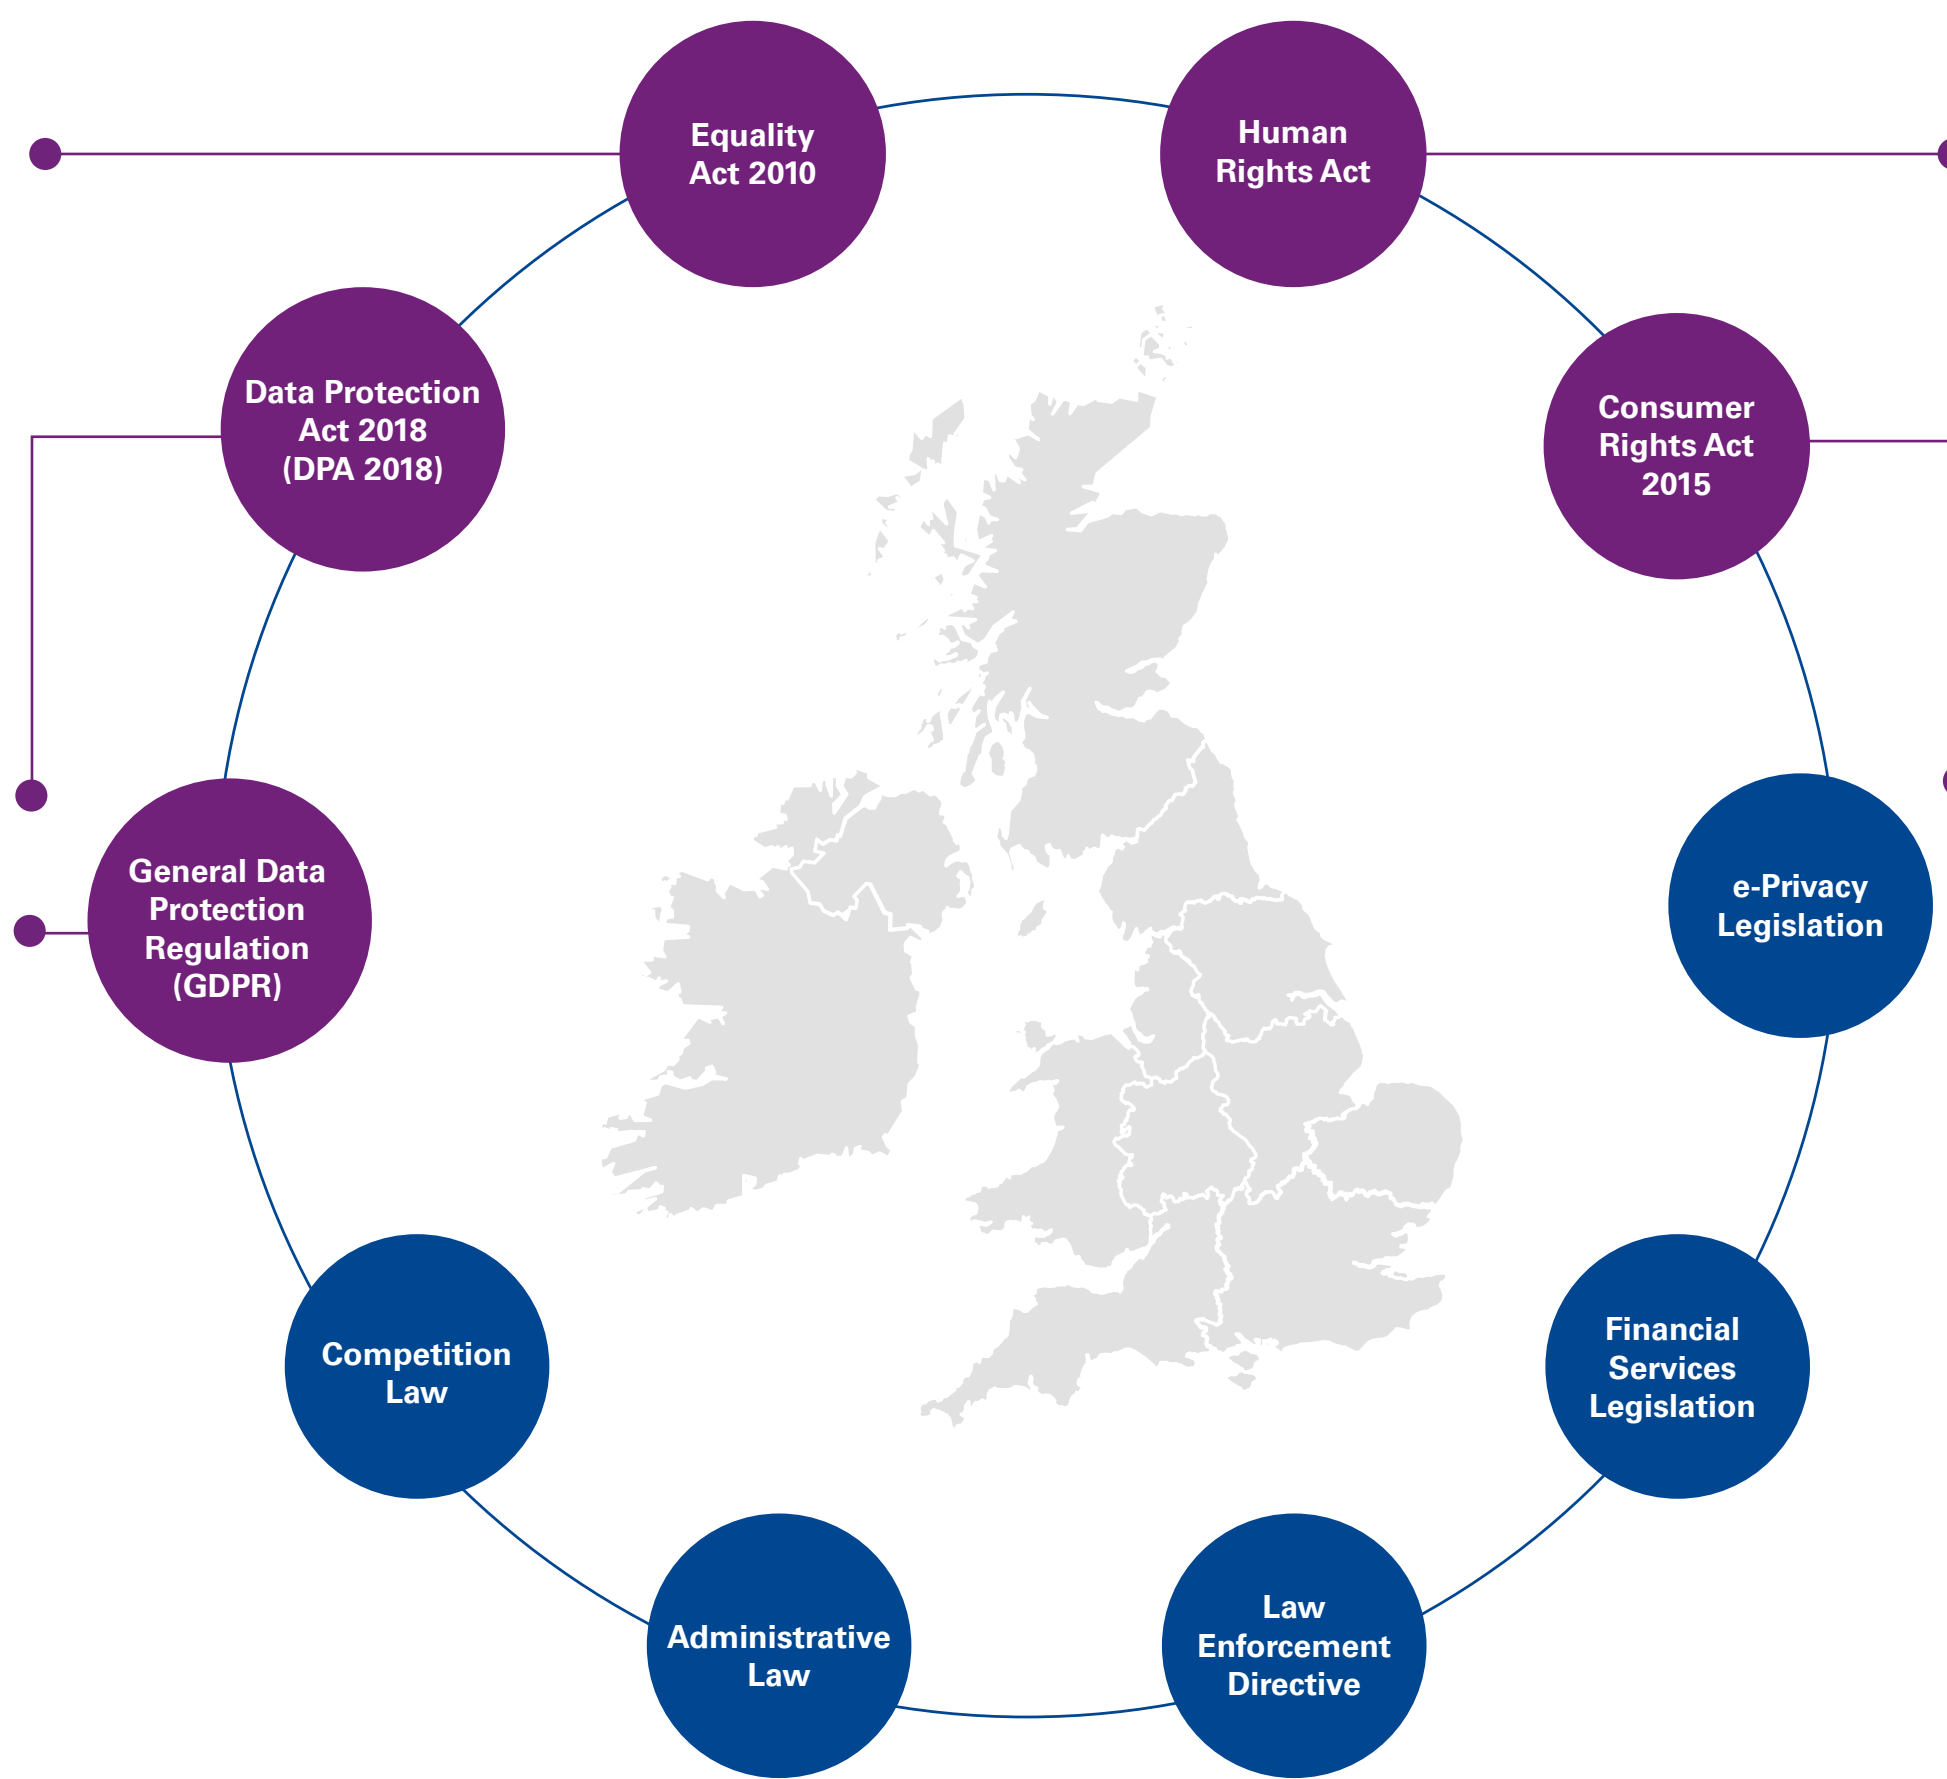 Equality
Act 2010
Human
Rights Act
Data Protection
Act 2018
(DPA 2018)
Consumer
Rights Act
2015
General Data
Protection
Regulation
(GDPR)
e-Privacy
Legislation
Competition
Law
Financial
Services
Legislation
Administrative
Law
Law
Enforcement
Directive